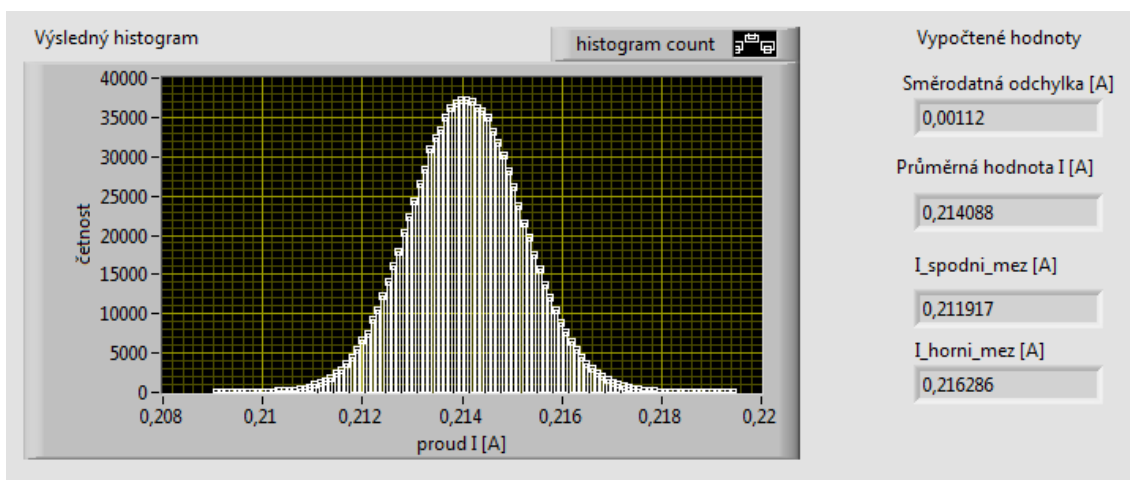 Výsledný histogram
histogram count
40000
35000
30000
25000
20000
15000
10000
5000
0
četnost
0,208
0,21
0,212
0,214
0,216
0,218
0,22
proud I [A]
Vypočtené hodnoty
Směrodatná odchylka [A]
0,00112
Průměrná hodnota I [A]
0,214088
I_spodni_mez [A]
0,211917
I_horni_mez [A]
0,216286